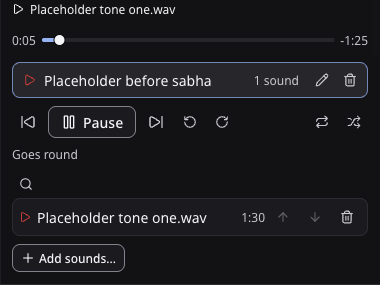 Placeholder tone one.wav
0:05 -1:25
Placeholder before sabha 1 sound
Pause
Goes round
Placeholder tone one.wav 1:30
Add sounds...